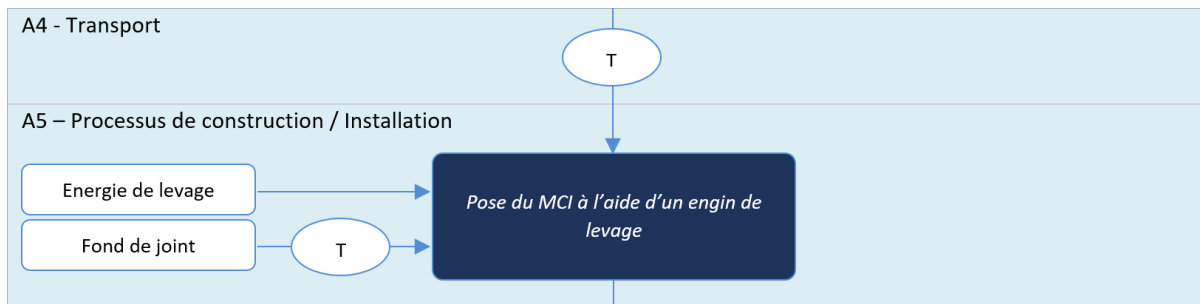 A4 - Transport
T
A5 – Processus de construction / Installation
Energie de levage
Pose du MCI à l’aide d’un engin de
levage
Fond de joint
T